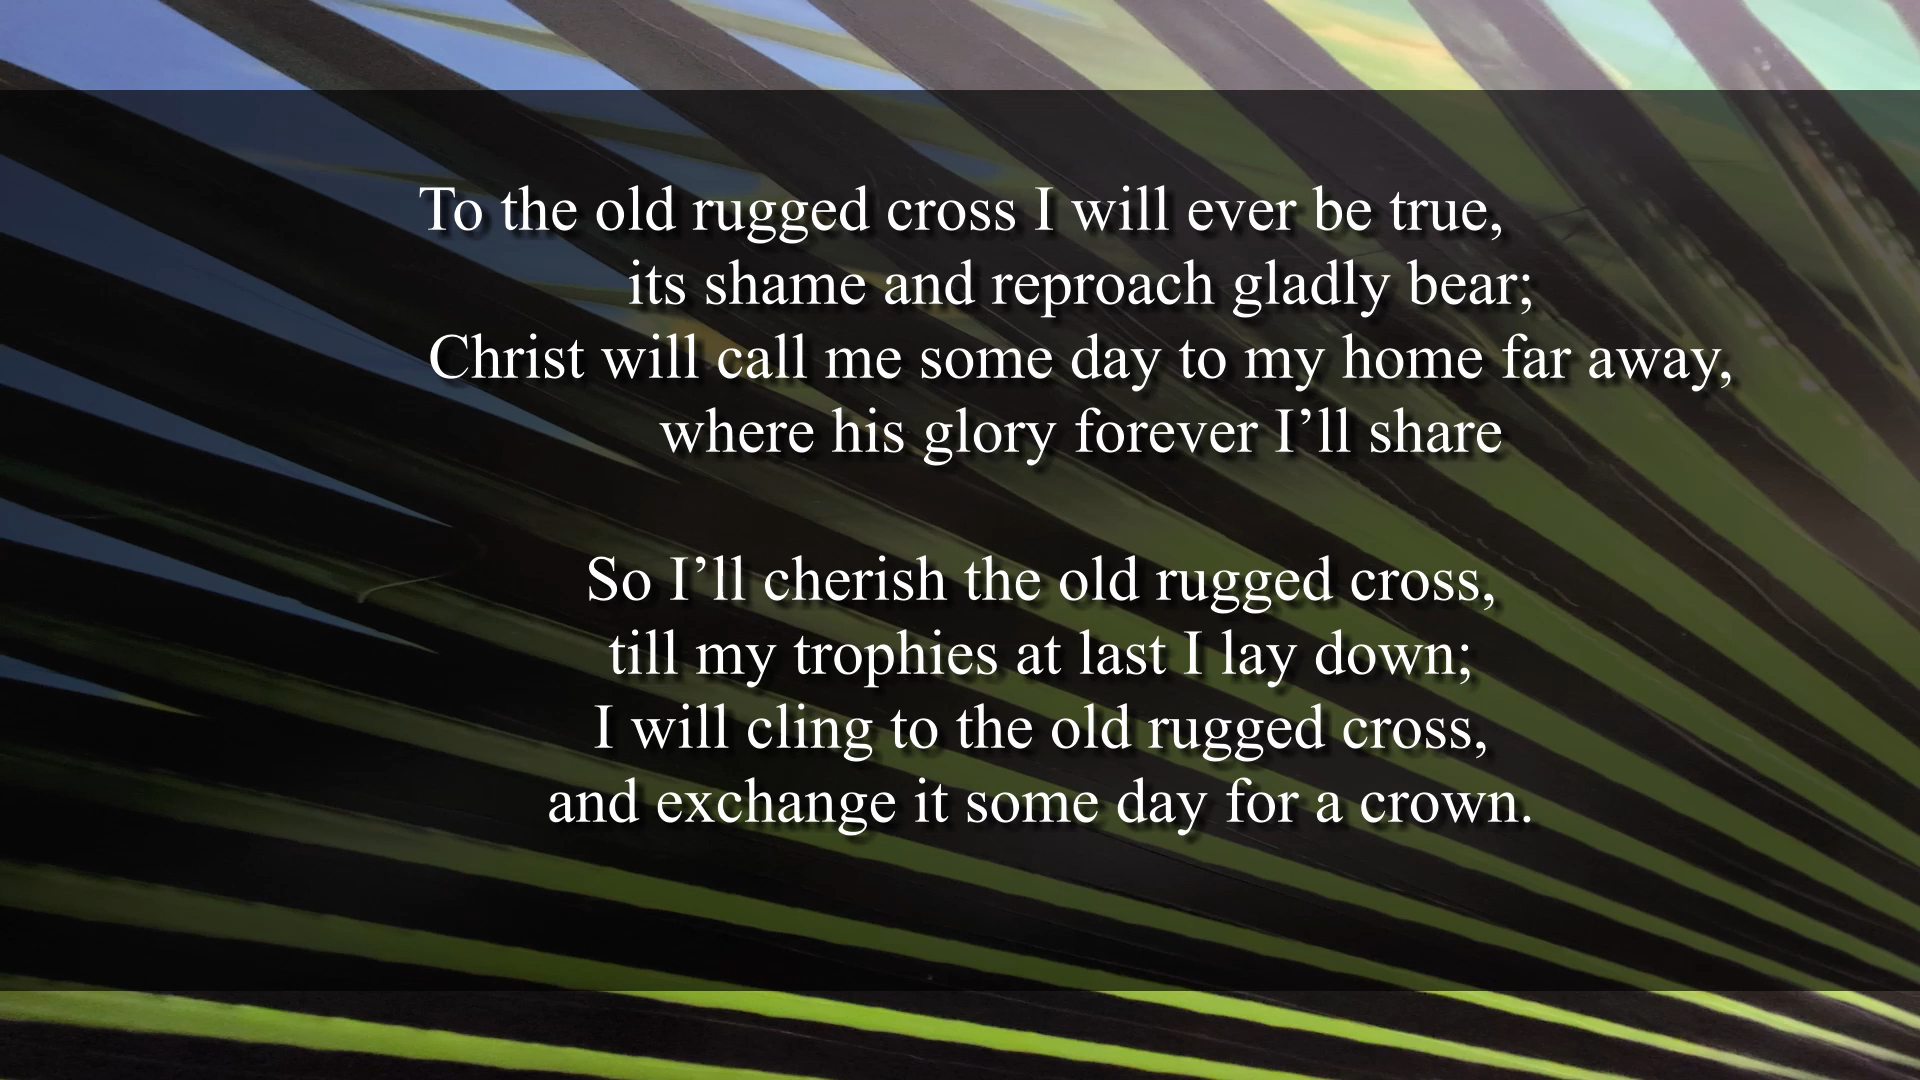 To the old rugged cross I will ever be true,
its shame and reproach gladly bear;
Christ will call me some day to my home far away,
where his glory forever I’ll share
So I’ll cherish the old rugged cross,
till my trophies at last I lay down;
I will cling to the old rugged cross,
and exchange it some day for a crown.